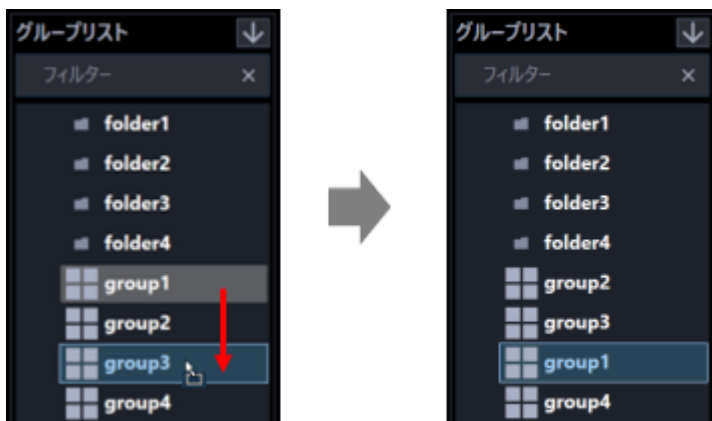 グループリスト
フィルター
folder1
folder2
folder3
folder4
group1
group2
group3
group4
グループリスト
フィルター
folder1
folder2
folder3
folder4
group2
group3
group1
group4